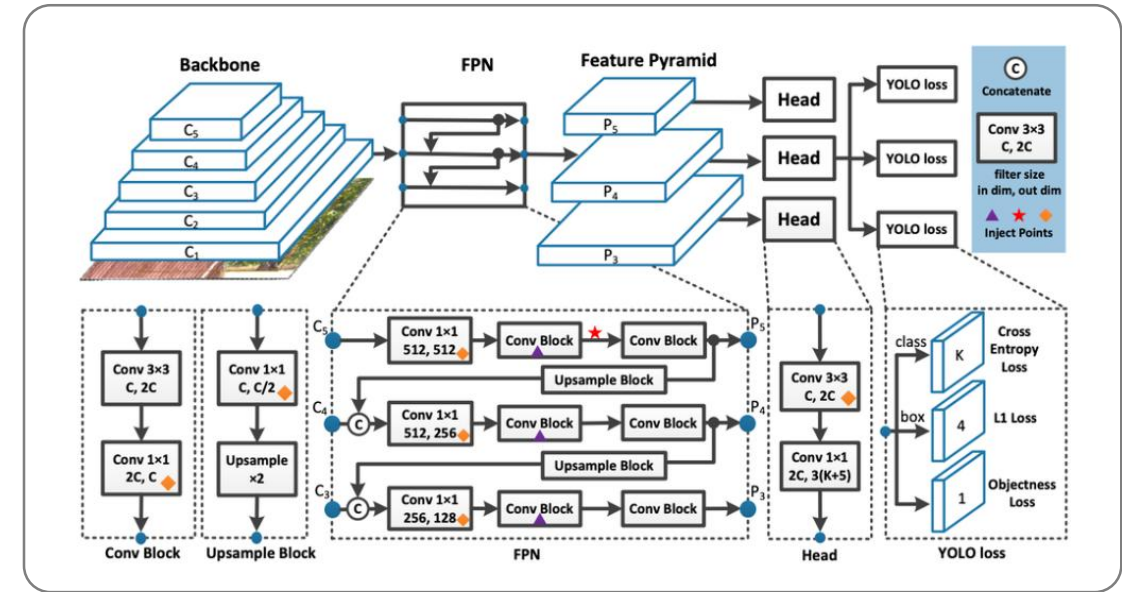 Backbone
FPN
Feature Pyramid
C5
C4
C3
C2
C1
P5
P4
P3
Head
Head
Head
YOLO loss
YOLO loss
YOLO loss
C
Concatenate
Conv 3×3
C, 2C
filter size
in dim, out dim
Inject Points
Conv 3×3
C, 2C
Conv 1×1
2C, C
Conv Block
Conv 1×1
C, C/2
Upsample
×2
Upsample Block
C5
Conv 1×1
512, 512
Conv Block
Conv Block
P5
Upsample Block
C4
C
Conv 1×1
512, 256
Conv Block
Conv Block
P4
Upsample Block
C3
C
Conv 1×1
256, 128
Conv Block
Conv Block
P3
FPN
Conv 3×3
C, 2C
Conv 1×1
2C, 3(K+5)
Head
class
K
Cross
Entropy
Loss
box
4
L1 Loss
1
Objectness
Loss
YOLO loss